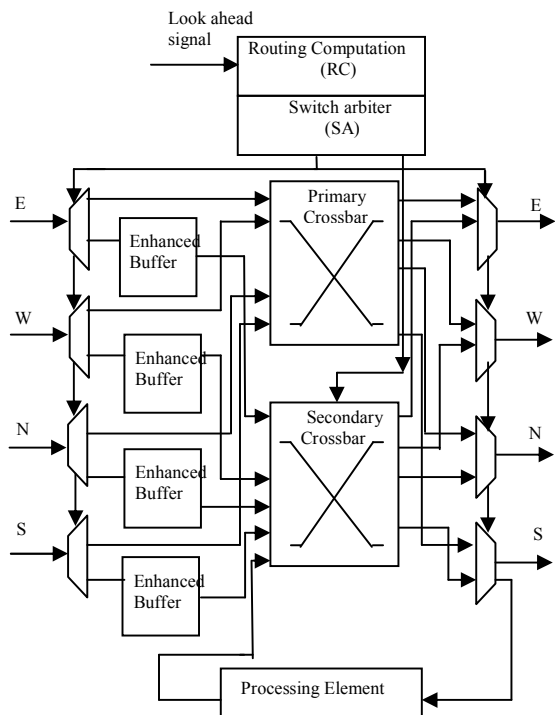 Look ahead
signal
Routing Computation
(RC)
Switch arbiter
(SA)
E
Enhanced
Buffer
Primary
Crossbar
E
W
Enhanced
Buffer
W
N
Enhanced
Buffer
Secondary
Crossbar
N
S
Enhanced
Buffer
S
Processing Element